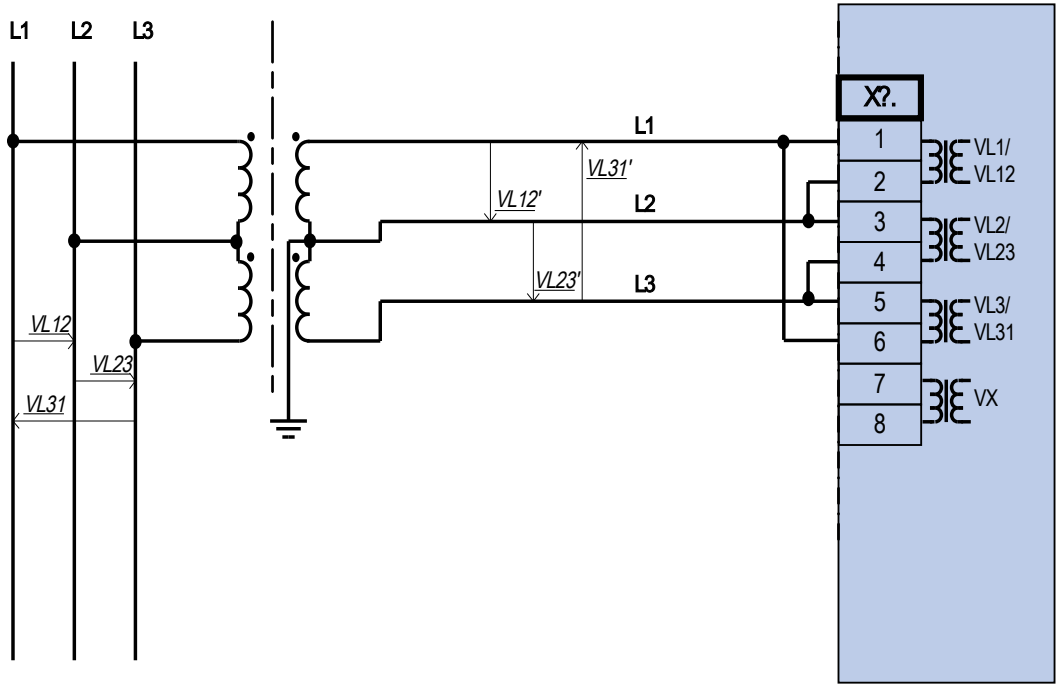 L1 L2 L3
X?.
L1
1
VL1/
VL31'
2
VL12
VL12'
L2
3
VL2/
VL23
4
VL23'
L3
5
VL3/
VL12
VL31
6
VL23
7
VX
VL31
8